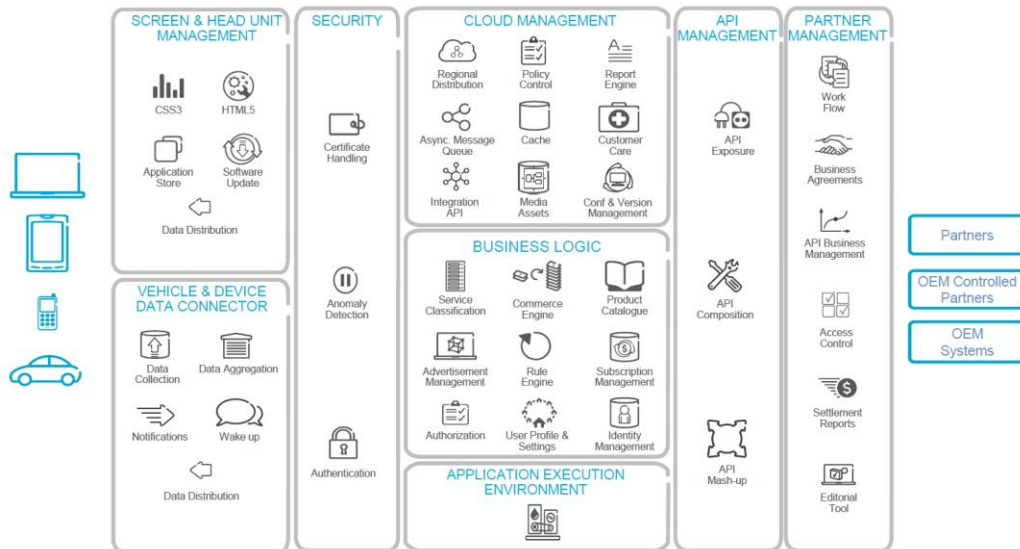 SCREEN & HEAD UNIT
MANAGEMENT
CSS3
HTML5
Application
Store
Software
Update
Data Distribution
VEHICLE & DEVICE
DATA CONNECTOR
Data
Collection
Data Aggregation
Notifications
Wake up
Data Distribution
SECURITY
Certificate
Handling
Anomaly
Detection
Authentication
CLOUD MANAGEMENT
Regional
Distribution
Policy
Control
Report
Engine
Async. Message
Queue
Cache
Customer
Care
Integration
API
Media
Assets
Conf & Version
Management
BUSINESS LOGIC
Service
Classification
Commerce
Engine
Product
Catalogue
Advertisement
Management
Rule
Engine
Subscription
Management
Authorization
User Profile &
Settings
Identity
Management
APPLICATION EXECUTION
ENVIRONMENT
API
MANAGEMENT
API
Exposure
API
Composition
API
Mash-up
PARTNER
MANAGEMENT
Work
Flow
Business
Agreements
API Business
Management
Access
Control
Settlement
Reports
Editorial
Tool
Partners
OEM Controlled
Partners
OEM
Systems